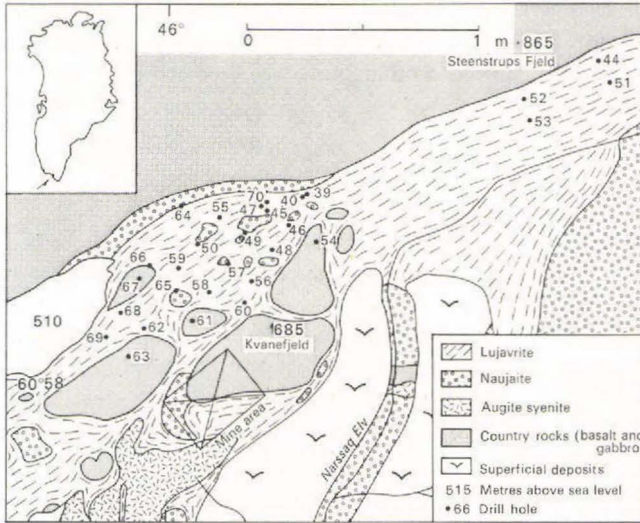 46°
0 1 m
865
Steenstrups Fjeld
44
51
52
53
39
70
40
55
64
47
45
46
54
49
50
48
59
57
66
67
65
58
56
60
68
61
62
69
63
510
685
Kvanefjeld
60°58
Mine area
Narssaq Elv
Lujavrite
Naujaite
Augite syenite
Country rocks (basalt and
gabbro
Superficial deposits
515 Metres above sea level
66 Drill hole